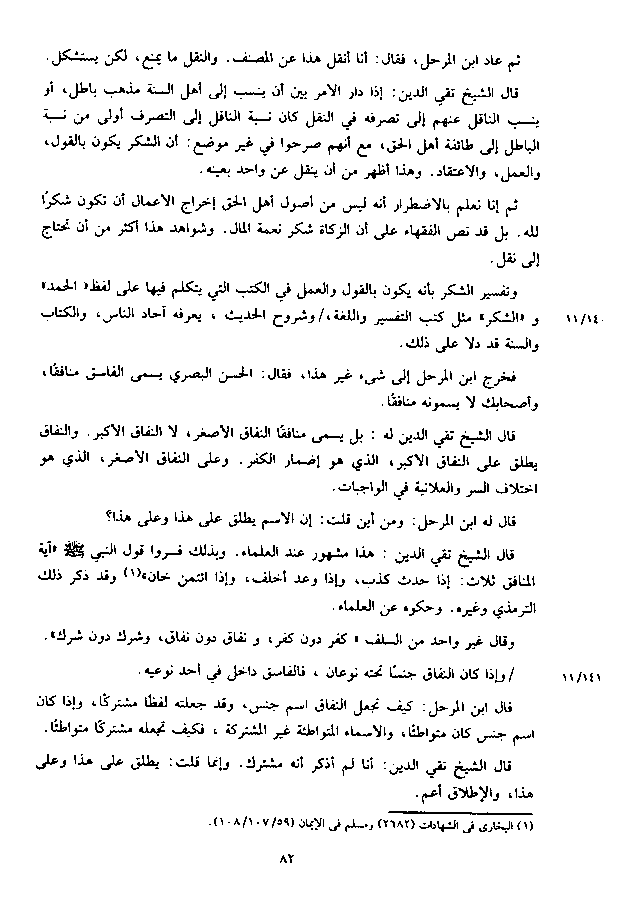 ثم عاد ابن المرحل، فقال: أنا أنقل هذا عن المصنف. والنقل ما يمنع، لكن يستشكل.
قال الشيخ تقي الدين: إذا دار الأمر بين أن ينسب إلى أهل السنة مذهب باطل، أو
ينسب الناقل عنهم إلى تصرفه في النقل كان نسبة الناقل إلى التصرف أولى من نسبة
الباطل إلى طائفة أهل الحق، مع أنهم صرحوا في غير موضع: أن الشكر يكون بالقول،
والعمل، والاعتقاد. وهذا أظهر من أن ينقل عن واحد بعينه.
ثم إنا نعلم بالاضطرار أنه ليس من أصول أهل الحق إخراج الأعمال أن تكون شكرًا
لله. بل قد نص الفقهاء على أن الزكاة شكر نعمة المال. وشواهد هذا أكثر من أن تحتاج
إلى نقل.
وتفسير الشكر بأنه يكون بالقول والعمل في الكتب التي يتكلم فيها على لفظ« الحمد»
و «الشكر» مثل كتب التفسير واللغة،/وشروح الحديث ، يعرفه آحاد الناس، والكتاب ١١/١٤٠
والسنة قد دلا على ذلك.
فخرج ابن المرحل إلى شيء غير هذا، فقال: الحسن البصري يسمى الفاسق منافقًا،
وأصحابك لا يسمونه منافقًا.
قال الشيخ تقي الدين له : بل يسمى منافقًا النفاق الأصغر، لا النفاق الأكبر. والنفاق
يطلق على النفاق الأكبر، الذي هو إضمار الكفر. وعلى النفاق الأصغر، الذي هو
اختلاف السر والعلانية في الواجبات.
قال له ابن المرحل: ومن أين قلت: إن الاسم يطلق على هذا وعلى هذا؟
قال الشيخ تقي الدين : هذا مشهور عند العلماء. وبذلك فسروا قول النبي ﷺ «آية
المنافق ثلاث: إذا حدث كذب، وإذا وعد أخلف، وإذا ائتمن خان»(١) وقد ذكر ذلك
الترمذي وغيره. وحكوه عن العلماء.
وقال غير واحد من السلف « كفر دون كفر، و نفاق دون نفاق، وشرك دون شرك».
/وإذا كان النفاق جنسًا تحته نوعان ، فالفاسق داخل في أحد نوعيه. ١١/١٤١
قال ابن المرحل: كيف تجعل النفاق اسم جنس، وقد جعلته لفظًا مشتركًا، وإذا كان
اسم جنس كان متواطئًا، والأسماء المتواطئة غير المشتركة ، فكيف تجعله مشتركًا متواطئًا.
قال الشيخ تقي الدين: أنا لم أذكر أنه مشترك. وإنما قلت: يطلق على هذا وعلى
هذا، والإطلاق أعم.
(١) البخارى فى الشهادات (٢٦٨٢) ومسلم فى الإيمان (١٠٨/١٠٧/٥٩).
٨٢